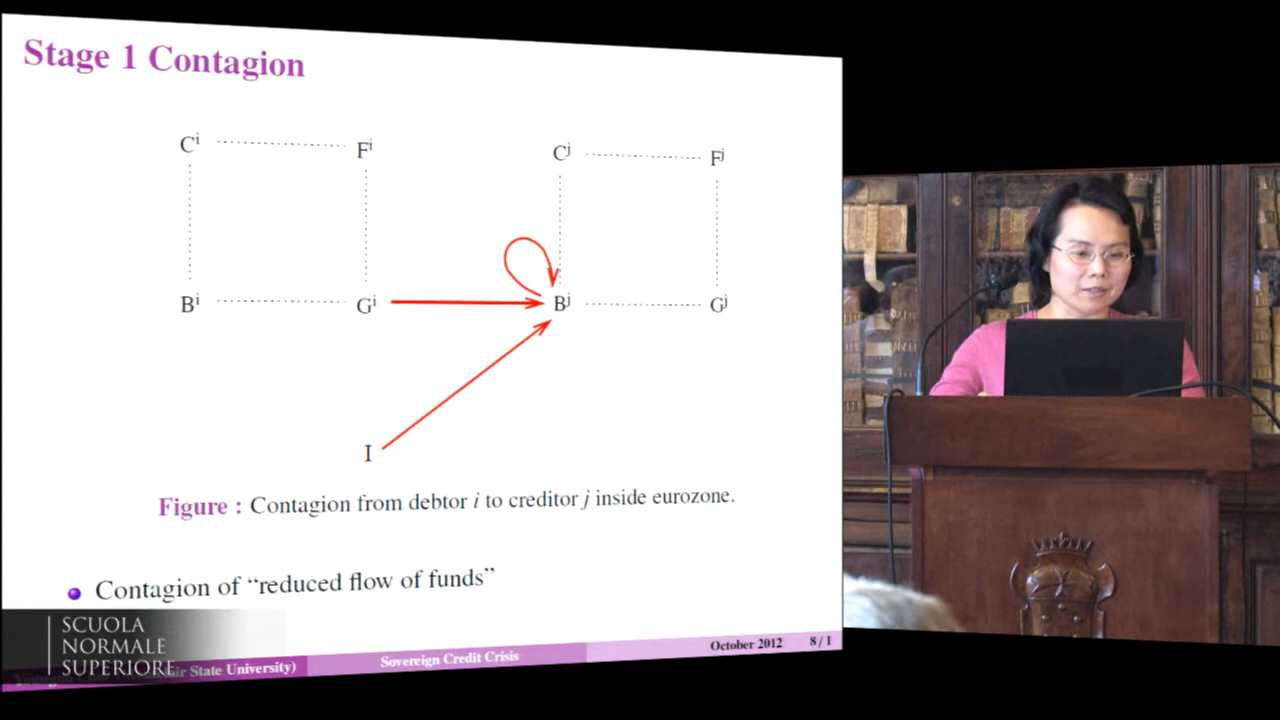 Stage 1 Contagion
Cⁱ Fⁱ Cʲ Fʲ
Bⁱ Gⁱ Bʲ Gʲ
I
Figure : Contagion from debtor i to creditor j inside eurozone.
Contagion of “reduced flow of funds”
SCUOLA
NORMALE
SUPERIORE
State University) Sovereign Credit Crisis October 2012 8 / 1